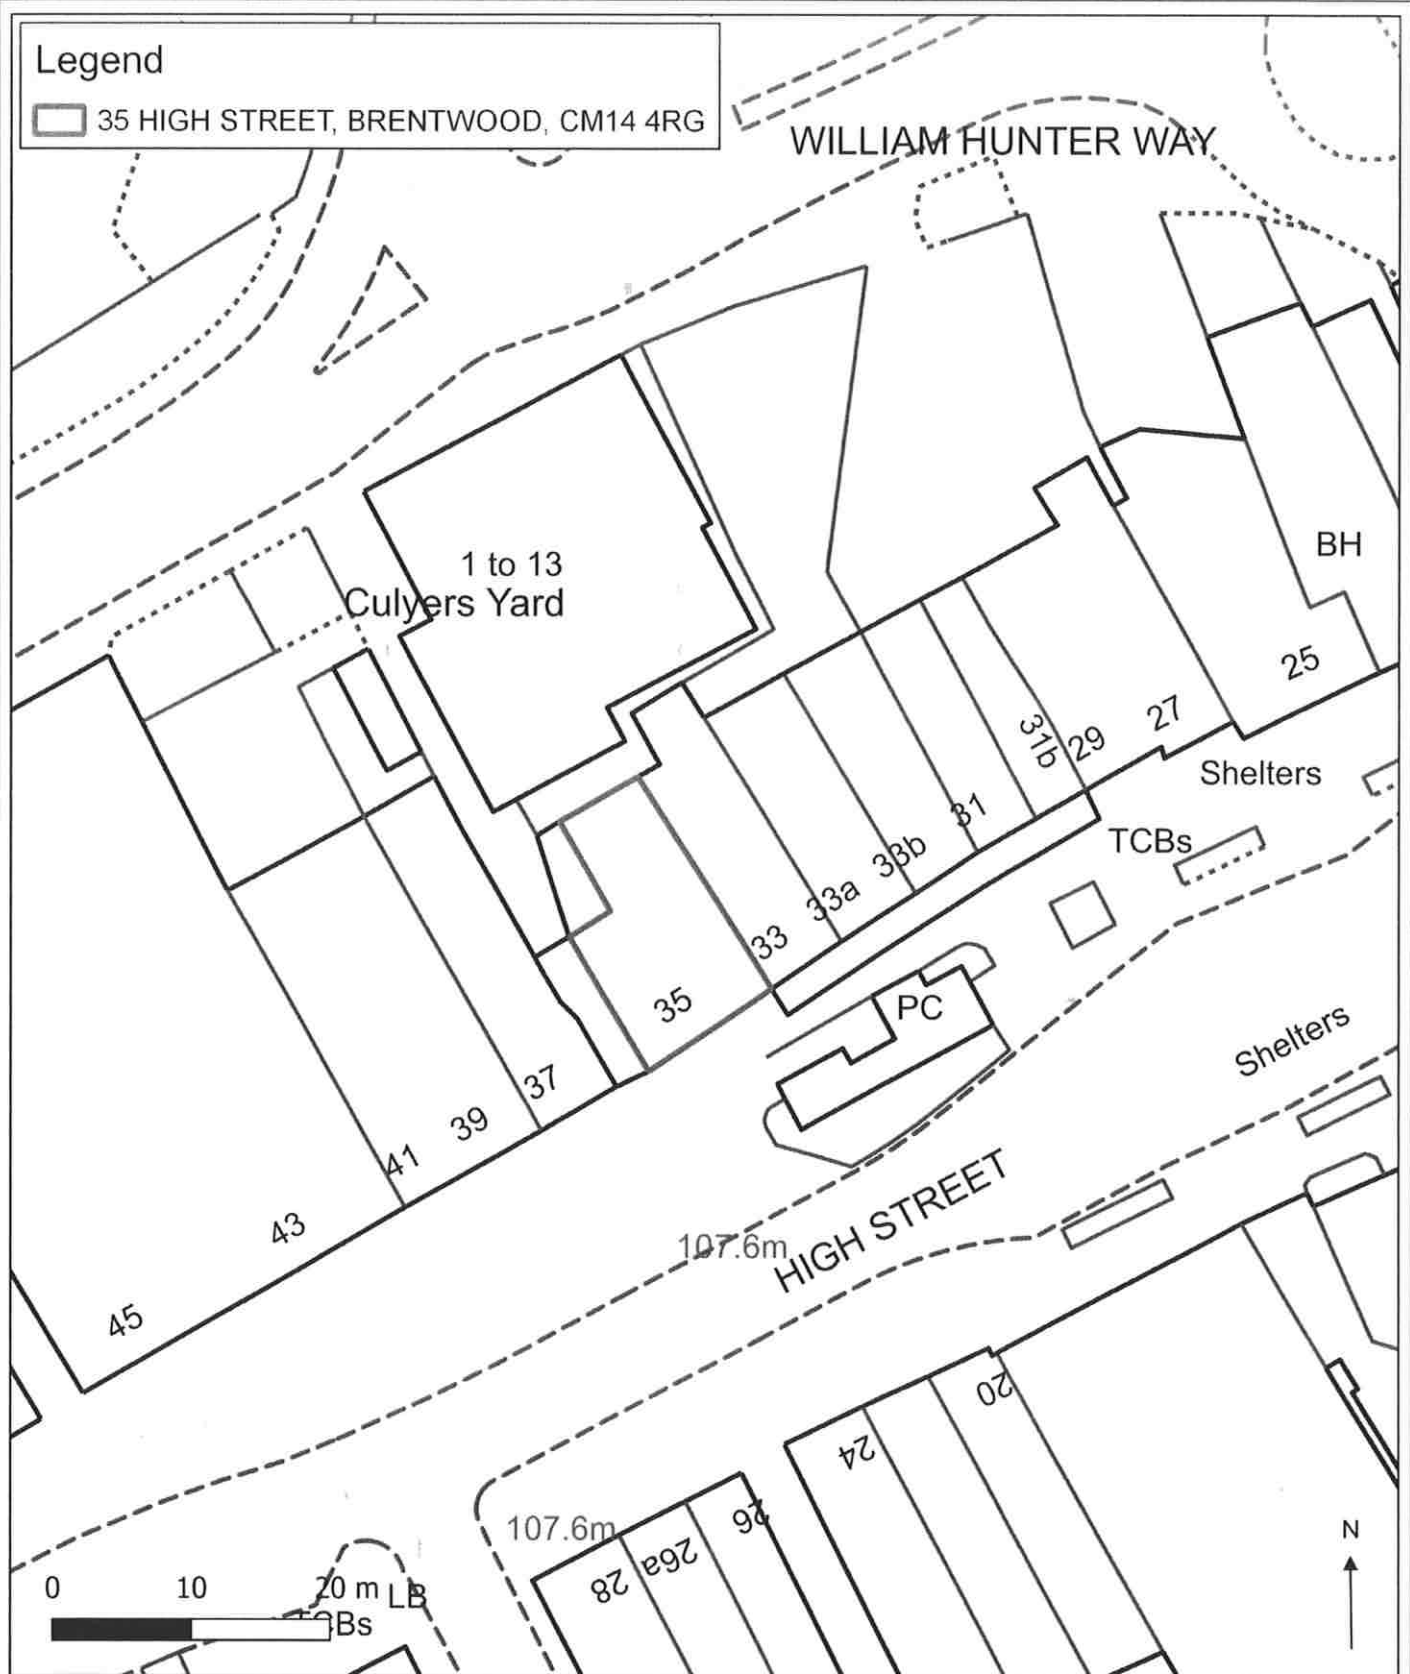 Legend
35 HIGH STREET, BRENTWOOD, CM14 4RG
WILLIAM HUNTER WAY
1 to 13
Culyers Yard
BH
25
27
29
31b
31
33b
33a
33
35
37
39
41
43
45
Shelters
TCBs
PC
Shelters
HIGH STREET
107.6m
20
24
26
26a
28
107.6m
N
0 10 20 m
LB
TCBs